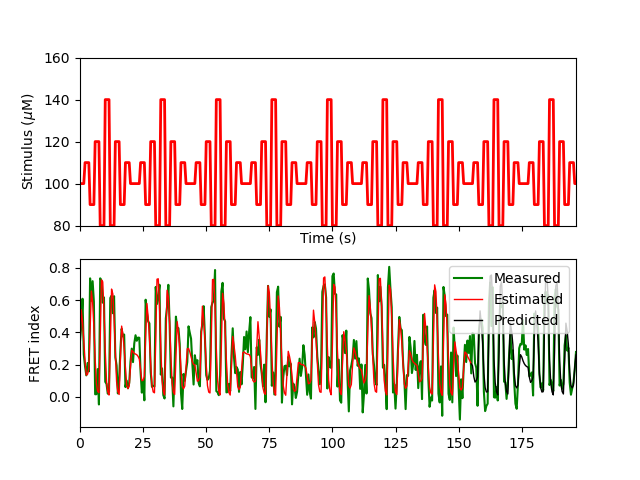 160
140
120
100
80
Stimulus (μM)
Time (s)
0.8
0.6
0.4
0.2
0.0
FRET index
Measured
Estimated
Predicted
0 25 50 75 100 125 150 175